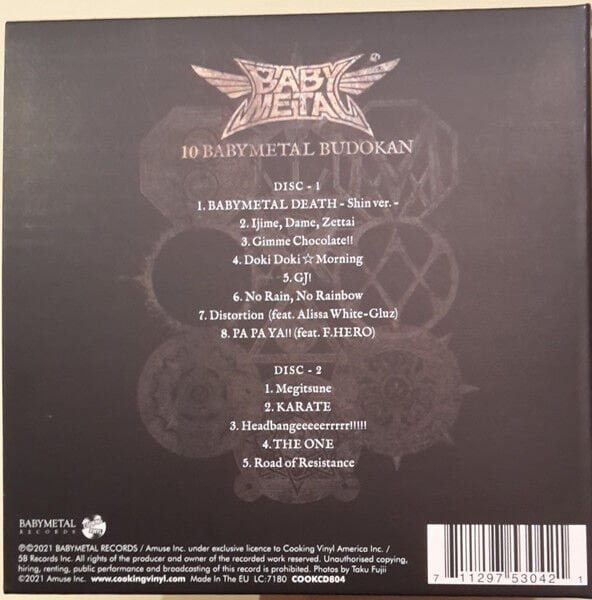 BABY
METAL
10 BABYMETAL BUDOKAN
DISC - 1
1. BABYMETAL DEATH - Shin ver. -
2. Ijime, Dame, Zettai
3. Gimme Chocolate!!
4. Doki Doki☆Morning
5. GJ!
6. No Rain, No Rainbow
7. Distortion (feat. Alissa White-Gluz)
8. PA PA YA!! (feat. F.HERO)
DISC - 2
1. Megitsune
2. KARATE
3. Headbangeeeeerrrrr!!!!!
4. THE ONE
5. Road of Resistance
BABYMETAL
RECORDS
℗©2021 BABYMETAL RECORDS / Amuse Inc. under exclusive licence to Cooking Vinyl America Inc. /
5B Records Inc. All rights of the producer and owner of the recorded work reserved. Unauthorised copying,
hiring, renting, public performance and broadcasting of this record is prohibited. Photos by Taku Fujii
©2021 Amuse Inc. www.cookingvinyl.com Made In The EU LC:7180 COOKCD804
7 11297 53042 1